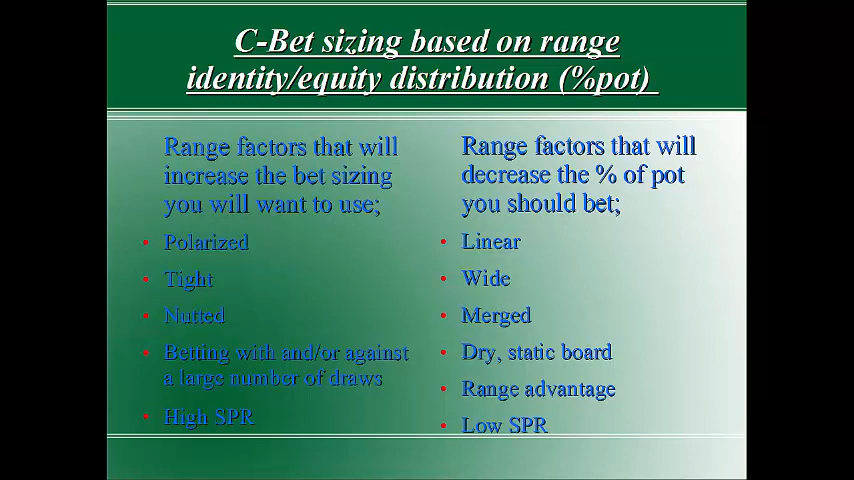 C-Bet sizing based on range
identity/equity distribution (%pot)
Range factors that will
increase the bet sizing
you will want to use;
• Polarized
• Tight
• Nutted
• Betting with and/or against
a large number of draws
• High SPR
Range factors that will
decrease the % of pot
you should bet;
• Linear
• Wide
• Merged
• Dry, static board
• Range advantage
• Low SPR